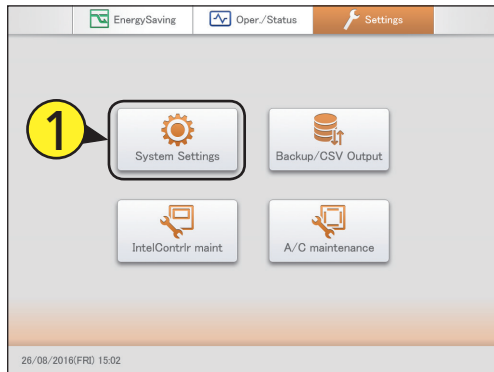 EnergySaving
Oper./Status
Settings
1
System Settings
Backup/CSV Output
IntelContrlr maint
A/C maintenance
26/08/2016(FRI) 15:02